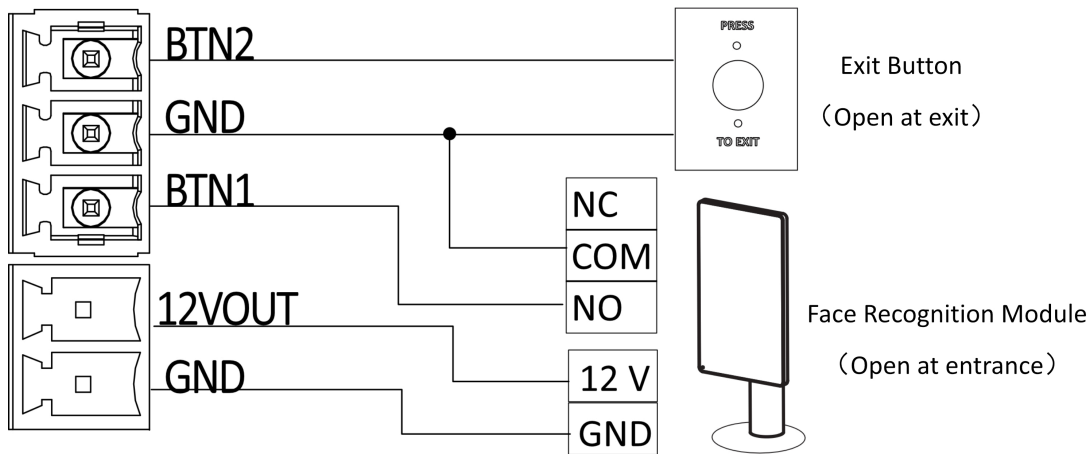 BTN2
GND
BTN1
12VOUT
GND
PRESS
TO EXIT
Exit Button
（Open at exit）
NC
COM
NO
12 V
GND
Face Recognition Module
（Open at entrance）